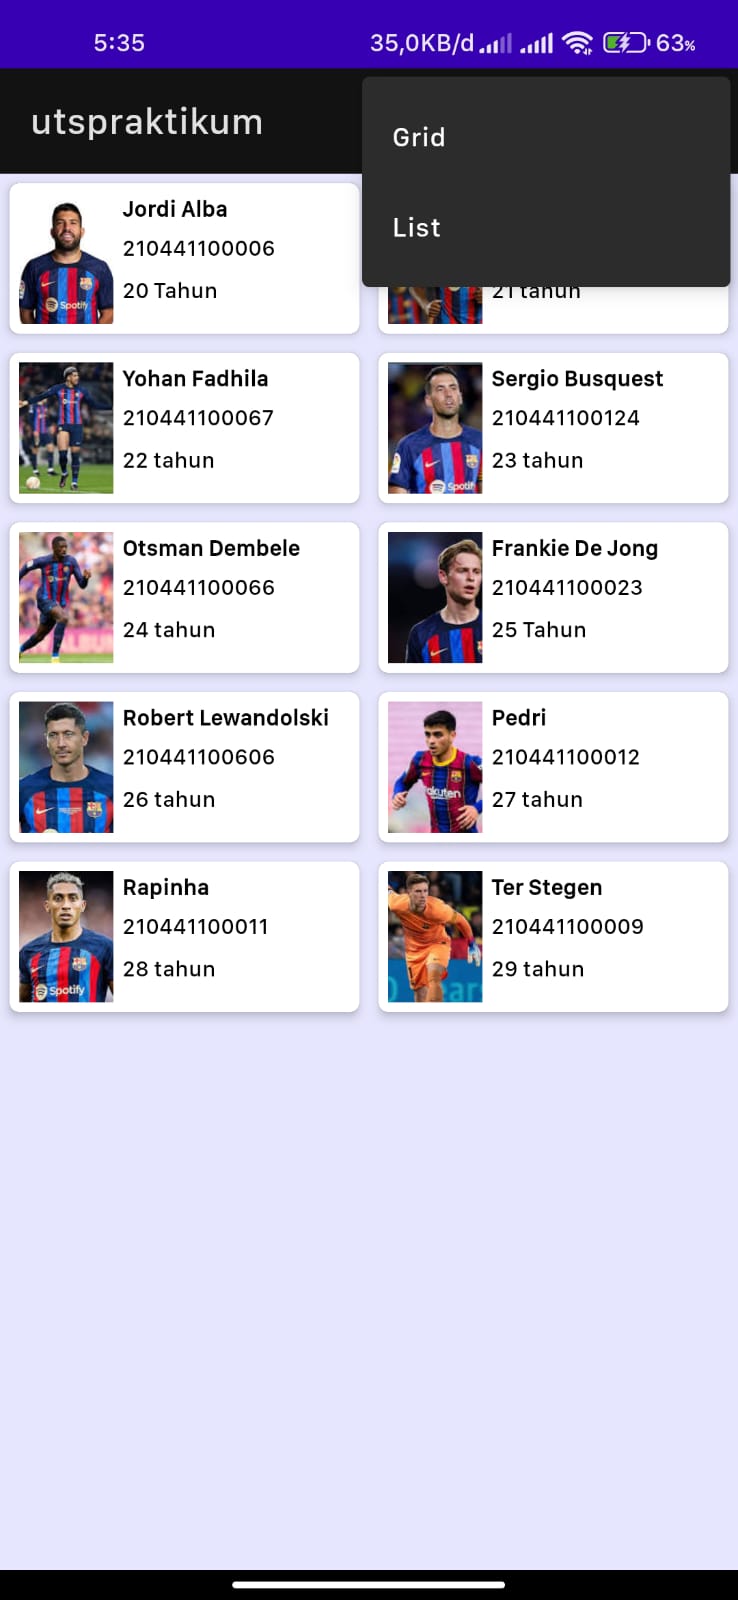 5:35
35,0KB/d
63%
utspraktikum
Grid
List
Jordi Alba
210441100006
20 Tahun
21 tahun
Yohan Fadhila
210441100067
22 tahun
Sergio Busquest
210441100124
23 tahun
Otsman Dembele
210441100066
24 tahun
Frankie De Jong
210441100023
25 Tahun
Robert Lewandolski
210441100606
26 tahun
Pedri
210441100012
27 tahun
Rapinha
210441100011
28 tahun
Ter Stegen
210441100009
29 tahun
Spotify
Spotify